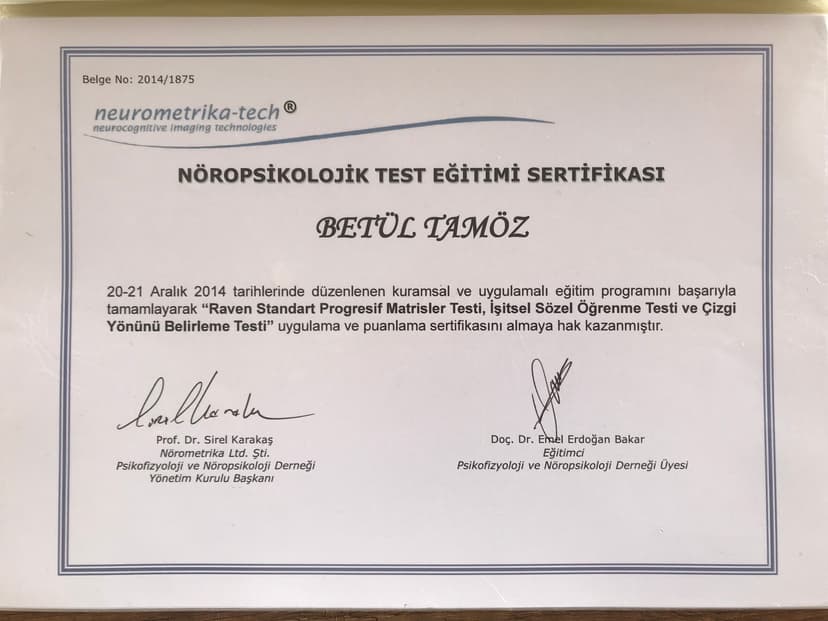 Belge No: 2014/1875
neurometrika-tech®
neurocognitive imaging technologies
NÖROPSİKOLOJİK TEST EĞİTİMİ SERTİFİKASI
BETÜL TAMÖZ
20-21 Aralık 2014 tarihlerinde düzenlenen kuramsal ve uygulamalı eğitim programını başarıyla
tamamlayarak “Raven Standart Progresif Matrisler Testi, İşitsel Sözel Öğrenme Testi ve Çizgi
Yönünü Belirleme Testi” uygulama ve puanlama sertifikasını almaya hak kazanmıştır.
Prof. Dr. Sirel Karakaş
Nörometrika Ltd. Şti.
Psikofizyoloji ve Nöropsikoloji Derneği
Yönetim Kurulu Başkanı
Doç. Dr. Emel Erdoğan Bakar
Eğitimci
Psikofizyoloji ve Nöropsikoloji Derneği Üyesi